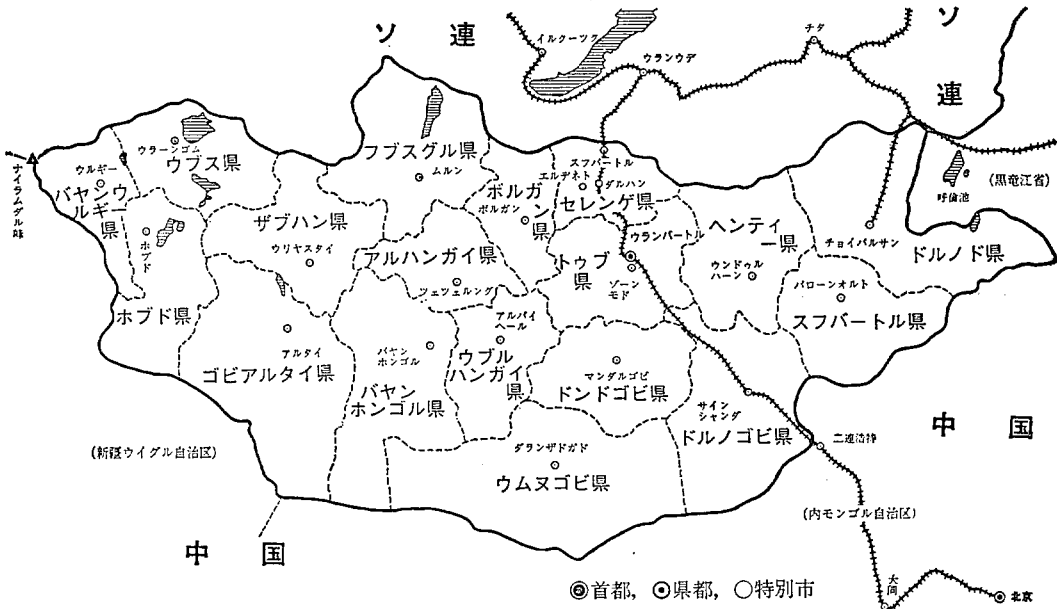 ソ 連
ソ 連
イルクーツク
ウランウデ
チタ
ナイラムダル峰
ウラーンゴム
ウブス県
ウルギー
バヤンウルギー県
ホブド
ホブド県
フブスグル県
ムルン
ザブハン県
ウリヤスタイ
アルハンガイ県
ツェツェルレグ
ボルガン県
ボルガン
スフバートル
エルデネト
ダルハン
セレンゲ県
ウランバートル
トゥブ県
ゾーンモド
ヘンティー県
ウンドゥルハーン
チョイバルサン
呼倫池
(黒竜江省)
ドルノド県
バローンオルト
スフバートル県
アルタイ
ゴビアルタイ県
バヤンホンゴル
バヤンホンゴル県
アルバイヘール
ウブルハンガイ県
マンダルゴビ
ドンドゴビ県
サインシャンダ
ドルノゴビ県
ダランザドガド
ウムヌゴビ県
(新疆ウイグル自治区)
中 国
二連浩特
中 国
(内モンゴル自治区)
大同
北京
◎首都, ⊙県都, ○特別市